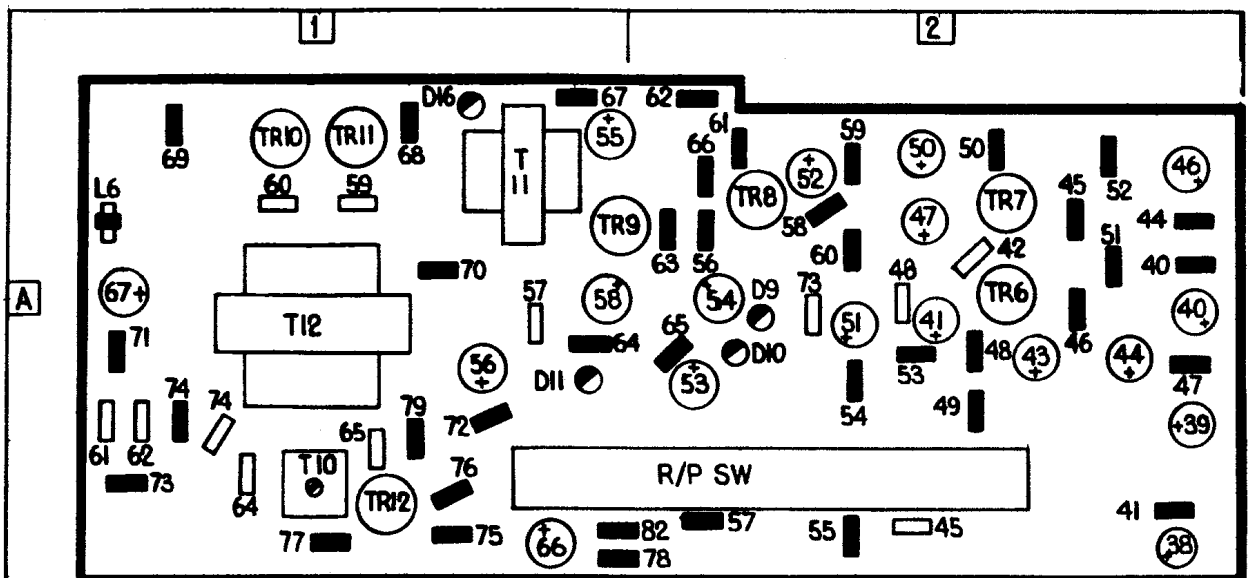 1 2
D16 67 62
55 61 59
TR10 TR11 66 50 50
69 68 T 11 52 46
L6 60 59 TR8 45 52
TR9 58 47 TR7 44
63 56 60 42 51
70 40
A 67+ 57 58 54 D9 73 48 TR6
T12 51 41 40
71 64 65 46
56 D11 53 D10 53 48 43 44 47
74 74 79 72 54 49 39
61 62 65
73 T10 76 R/P SW
64 TR12 41
77 75 66 82 57 55 45 38
78